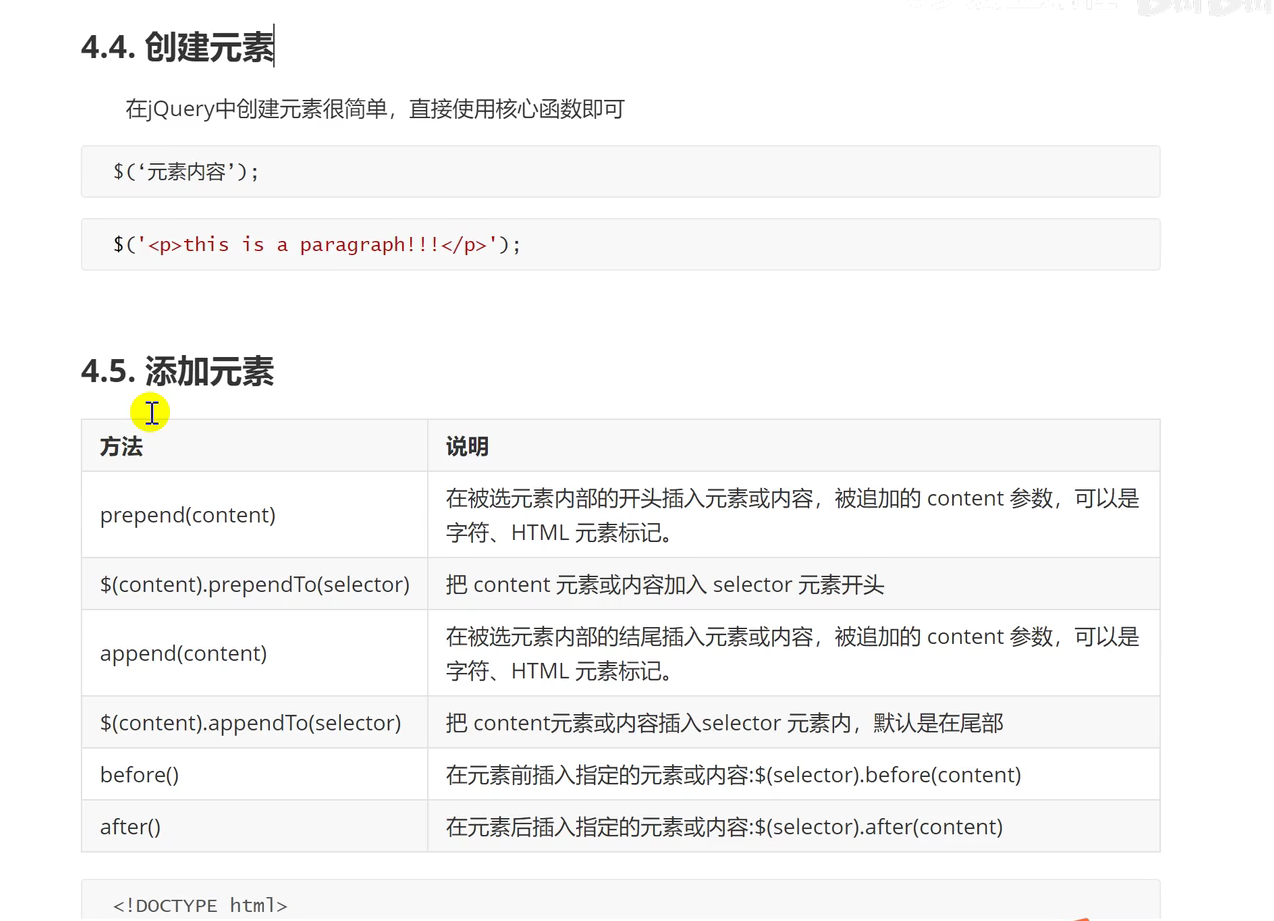 4.4. 创建元素
在jQuery中创建元素很简单，直接使用核心函数即可
$(‘元素内容’);
$('<p>this is a paragraph!!!</p>');
4.5. 添加元素
方法 说明
prepend(content) 在被选元素内部的开头插入元素或内容，被追加的 content 参数，可以是
字符、HTML 元素标记。
$(content).prependTo(selector) 把 content 元素或内容加入 selector 元素开头
append(content) 在被选元素内部的结尾插入元素或内容，被追加的 content 参数，可以是
字符、HTML 元素标记。
$(content).appendTo(selector) 把 content元素或内容插入selector 元素内，默认是在尾部
before() 在元素前插入指定的元素或内容:$(selector).before(content)
after() 在元素后插入指定的元素或内容:$(selector).after(content)
<!DOCTYPE html>